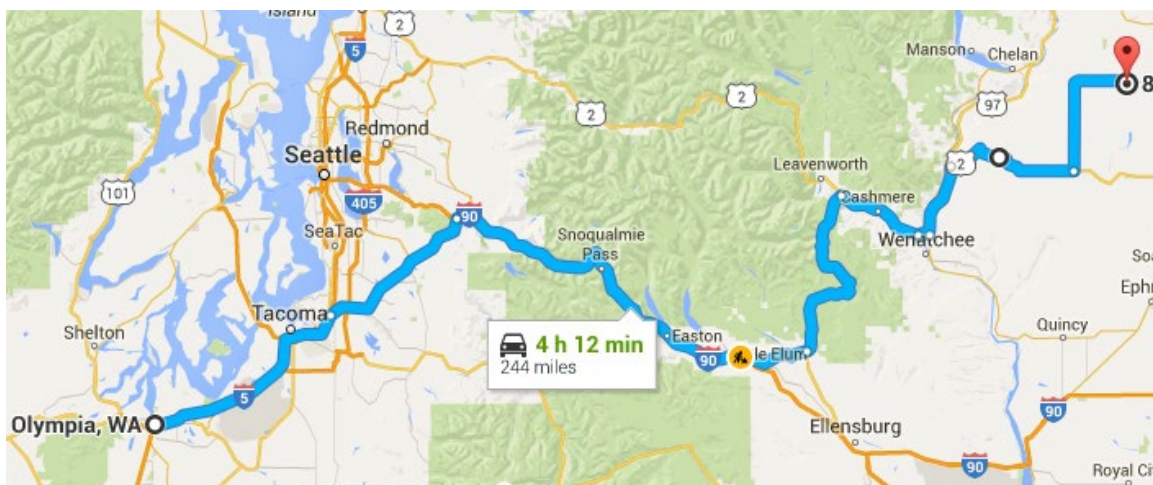 Island
2
5
Manson
Chelan
97
2
2
8
Redmond
Seattle
Leavenworth
2
101
405
Cashmere
90
SeaTac
Snoqualmie
Pass
Wenatchee
Tacoma
Shelton
Easton
4 h 12 min
244 miles
90
le Elum
Quincy
5
Olympia, WA
Ellensburg
90
90
Royal Cit